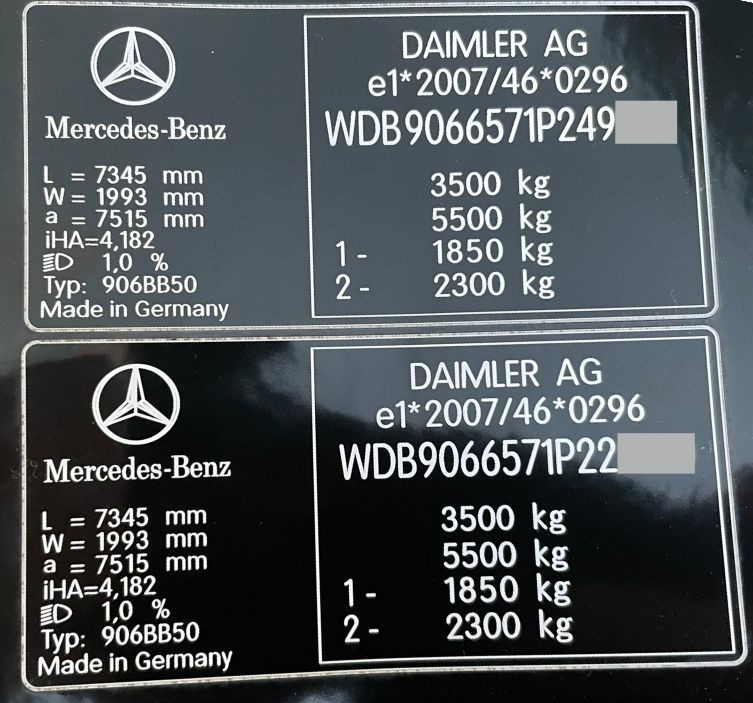 Mercedes-Benz
L = 7345 mm
W = 1993 mm
a = 7515 mm
iHA=4,182
1,0 %
Typ: 906BB50
Made in Germany
DAIMLER AG
e1*2007/46*0296
WDB9066571P249
3500 kg
5500 kg
1 - 1850 kg
2 - 2300 kg
Mercedes-Benz
L = 7345 mm
W = 1993 mm
a = 7515 mm
iHA=4,182
1,0 %
Typ: 906BB50
Made in Germany
DAIMLER AG
e1*2007/46*0296
WDB9066571P22
3500 kg
5500 kg
1 - 1850 kg
2 - 2300 kg